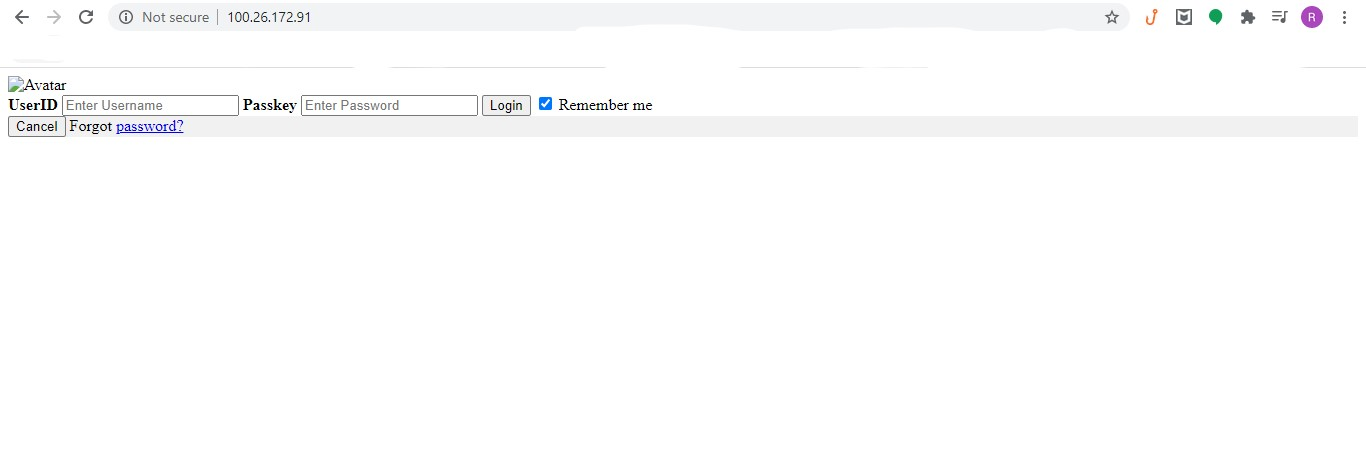 Not secure 100.26.172.91 R
Avatar
UserID Enter Username Passkey Enter Password Login Remember me
Cancel Forgot password?